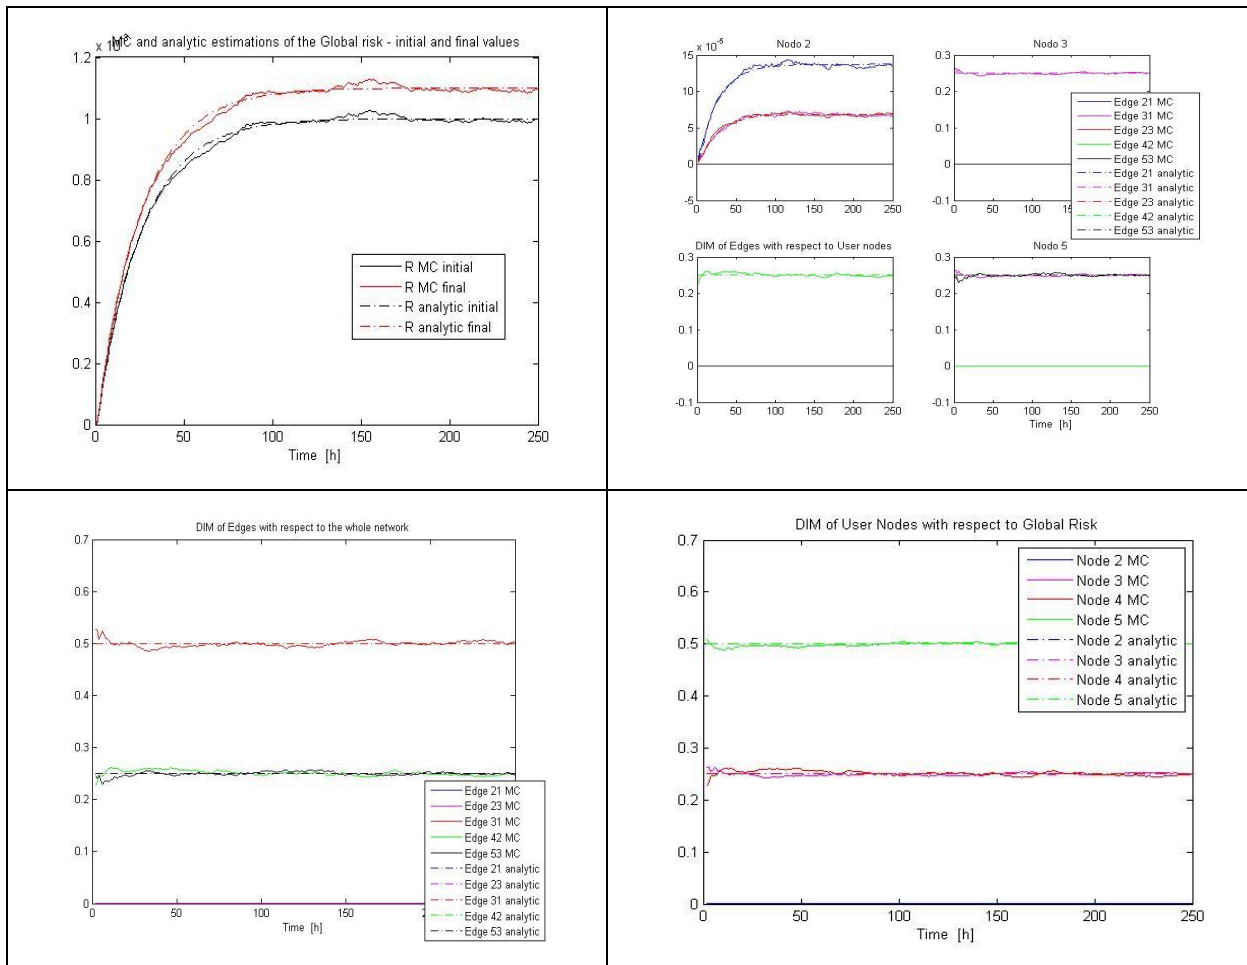 MC and analytic estimations of the Global risk - initial and final values
1.2
1
0.8
0.6
0.4
0.2
0
0 50 100 150 200 250
Time [h]
R MC initial
R MC final
R analytic initial
R analytic final
x 10⁻⁵
Nodo 2
15
10
5
0
-5
0 50 100 150 200 250
Node 3
0.3
0.2
0.1
0
-0.1
0 50 100
250
Edge 21 MC
Edge 31 MC
Edge 23 MC
Edge 42 MC
Edge 53 MC
Edge 21 analytic
Edge 31 analytic
Edge 23 analytic
Edge 42 analytic
Edge 53 analytic
DIM of Edges with respect to User nodes
0.3
0.2
0.1
0
-0.1
0 50 100 150 200 250
Nodo 5
0.3
0.2
0.1
0
-0.1
0 50 100 150 200 250
Time [h]
DIM of Edges with respect to the whole network
0.7
0.6
0.5
0.4
0.3
0.2
0.1
0
0 50 100 150
Time [h]
Edge 21 MC
Edge 23 MC
Edge 31 MC
Edge 42 MC
Edge 53 MC
Edge 21 analytic
Edge 23 analytic
Edge 31 analytic
Edge 42 analytic
Edge 53 analytic
DIM of User Nodes with respect to Global Risk
0.7
0.6
0.5
0.4
0.3
0.2
0.1
0
0 50 100 150 200 250
Time [h]
Node 2 MC
Node 3 MC
Node 4 MC
Node 5 MC
Node 2 analytic
Node 3 analytic
Node 4 analytic
Node 5 analytic